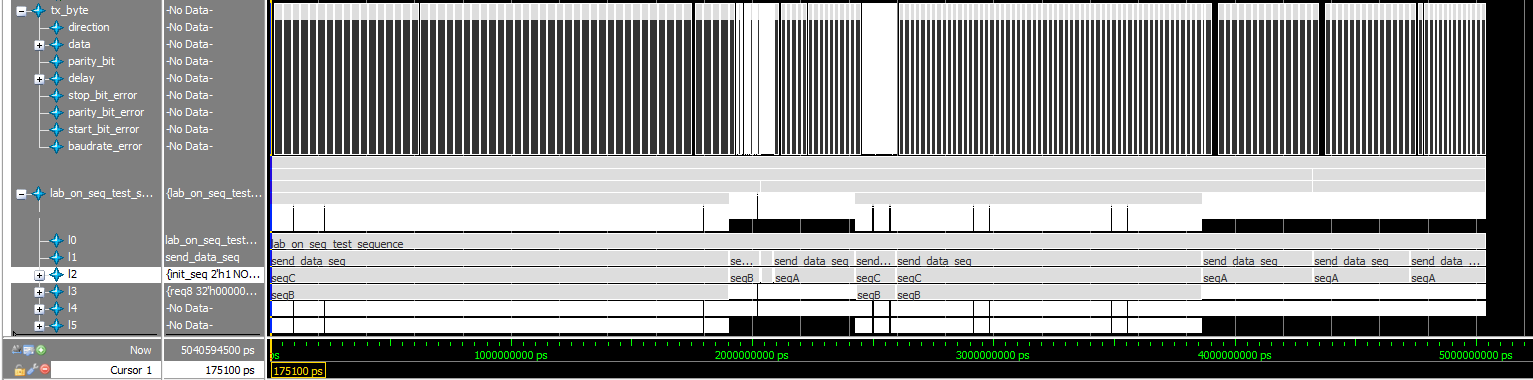 tx_byte -No Data-
direction -No Data-
data -No Data-
parity_bit -No Data-
delay -No Data-
stop_bit_error -No Data-
parity_bit_error -No Data-
start_bit_error -No Data-
baudrate_error -No Data-
lab_on_seq_test_s... {lab_on_seq_test...
l0 lab_on_seq_test... lab_on_seq_test_sequence
l1 send_data_seq send_data_seq se... send_data_seq send... send_data_seq send_data_seq send_data_seq send_data_...
l2 {init_seq 2'h1 NO... seqC seqB seqA seqC seqC seqA seqA seqA
l3 {req8 32'h00000... seqB seqB seqB
l4 -No Data-
l5 -No Data-
Now 5040594500 ps ps 1000000000 ps 2000000000 ps 3000000000 ps 4000000000 ps 5000000000 ps
Cursor 1 175100 ps 175100 ps